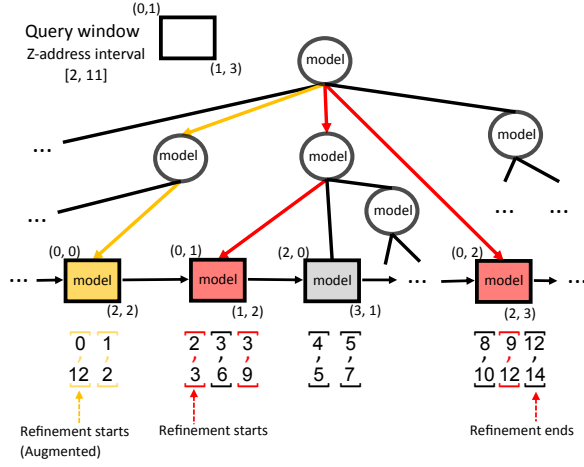 (0,1)
Query window
Z-address interval
[2, 11]
(1, 3)
model
model
model
model
model
...
...
...
...
(0, 0)
(0, 1)
(2, 0)
(0, 2)
...
model
model
model
...
model
...
(2, 2)
(1, 2)
(3, 1)
(2, 3)
0 1 2 3 3 4 5 8 9 12
, , , , , , , , , ,
12 2 3 6 9 5 7 10 12 14
Refinement starts
(Augmented)
Refinement starts
Refinement ends